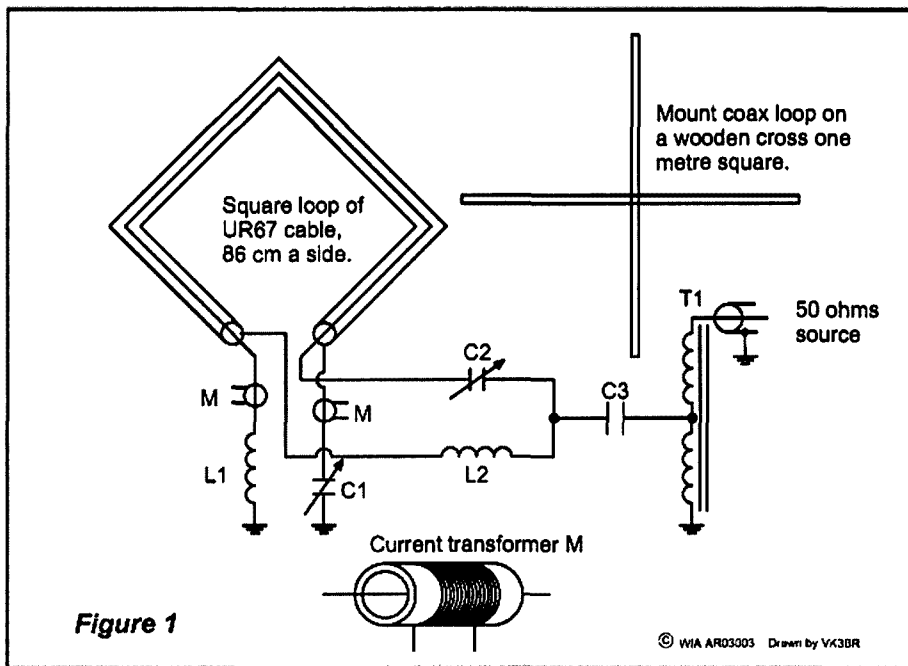 Mount coax loop on
a wooden cross one
metre square.
Square loop of
UR67 cable,
86 cm a side.
T1
50 ohms
source
C2
C3
M
M
L1
C1
L2
Current transformer M
Figure 1
© WIA AR03003 Drawn by VK3BR